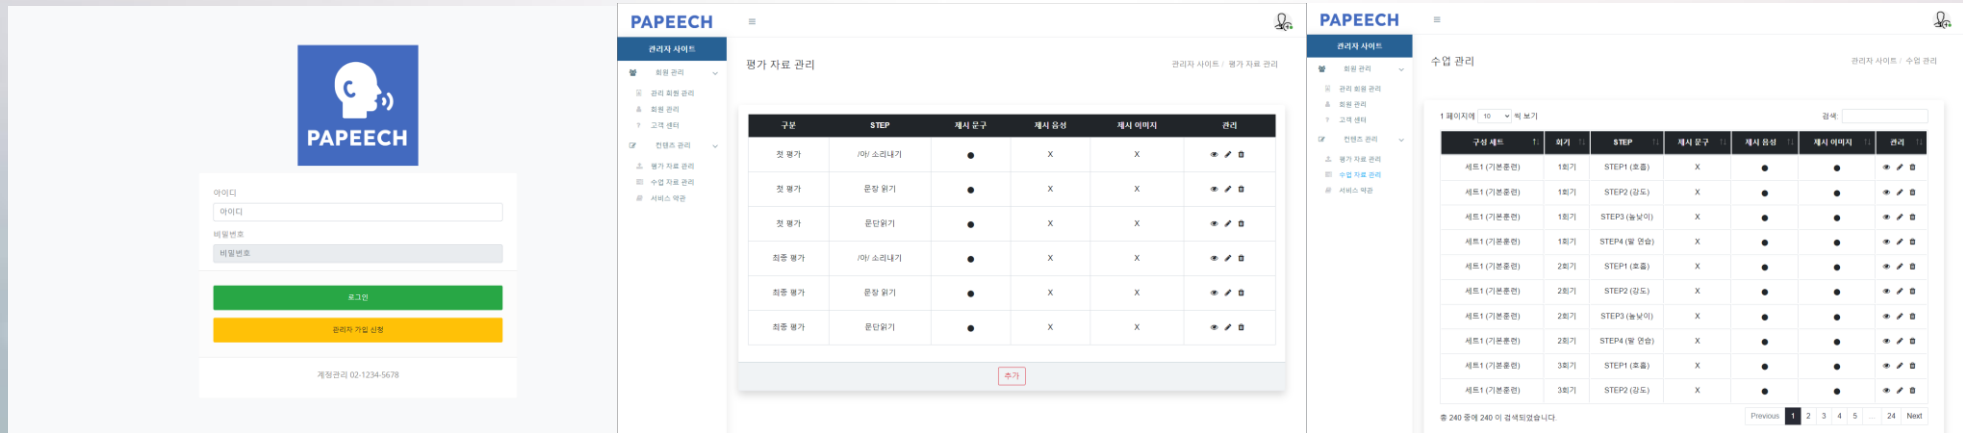 PAPEECH
아이디
아이디
비밀번호
비밀번호
로그인
관리자 가입 신청
계정관리 02-1234-5678
PAPEECH
관리자 사이트
회원 관리
관리 회원 관리
회원 관리
고객 센터
컨텐츠 관리
평가 자료 관리
수업 자료 관리
서비스 약관
평가 자료 관리
관리자 사이트 / 평가 자료 관리
구분 STEP 제시 문구 제시 음성 제시 이미지 관리
첫 평가 /아/ 소리내기 ● X X
첫 평가 문장 읽기 ● X X
첫 평가 문단읽기 ● X X
최종 평가 /아/ 소리내기 ● X X
최종 평가 문장 읽기 ● X X
최종 평가 문단읽기 ● X X
추가
PAPEECH
관리자 사이트
회원 관리
관리 회원 관리
회원 관리
고객 센터
컨텐츠 관리
평가 자료 관리
수업 자료 관리
서비스 약관
수업 관리
관리자 사이트 / 수업 관리
1 페이지에 10 씩 보기
검색:
구성 세트 회기 STEP 제시 문구 제시 음성 제시 이미지 관리
세트1 (기본훈련) 1회기 STEP1 (호흡) X ● ●
세트1 (기본훈련) 1회기 STEP2 (강도) X ● ●
세트1 (기본훈련) 1회기 STEP3 (높낮이) X ● ●
세트1 (기본훈련) 1회기 STEP4 (말 연습) X ● ●
세트1 (기본훈련) 2회기 STEP1 (호흡) X ● ●
세트1 (기본훈련) 2회기 STEP2 (강도) X ● ●
세트1 (기본훈련) 2회기 STEP3 (높낮이) X ● ●
세트1 (기본훈련) 2회기 STEP4 (말 연습) X ● ●
세트1 (기본훈련) 3회기 STEP1 (호흡) X ● ●
세트1 (기본훈련) 3회기 STEP2 (강도) X ● ●
총 240 중에 240 이 검색되었습니다.
Previous 1 2 3 4 5 ... 24 Next